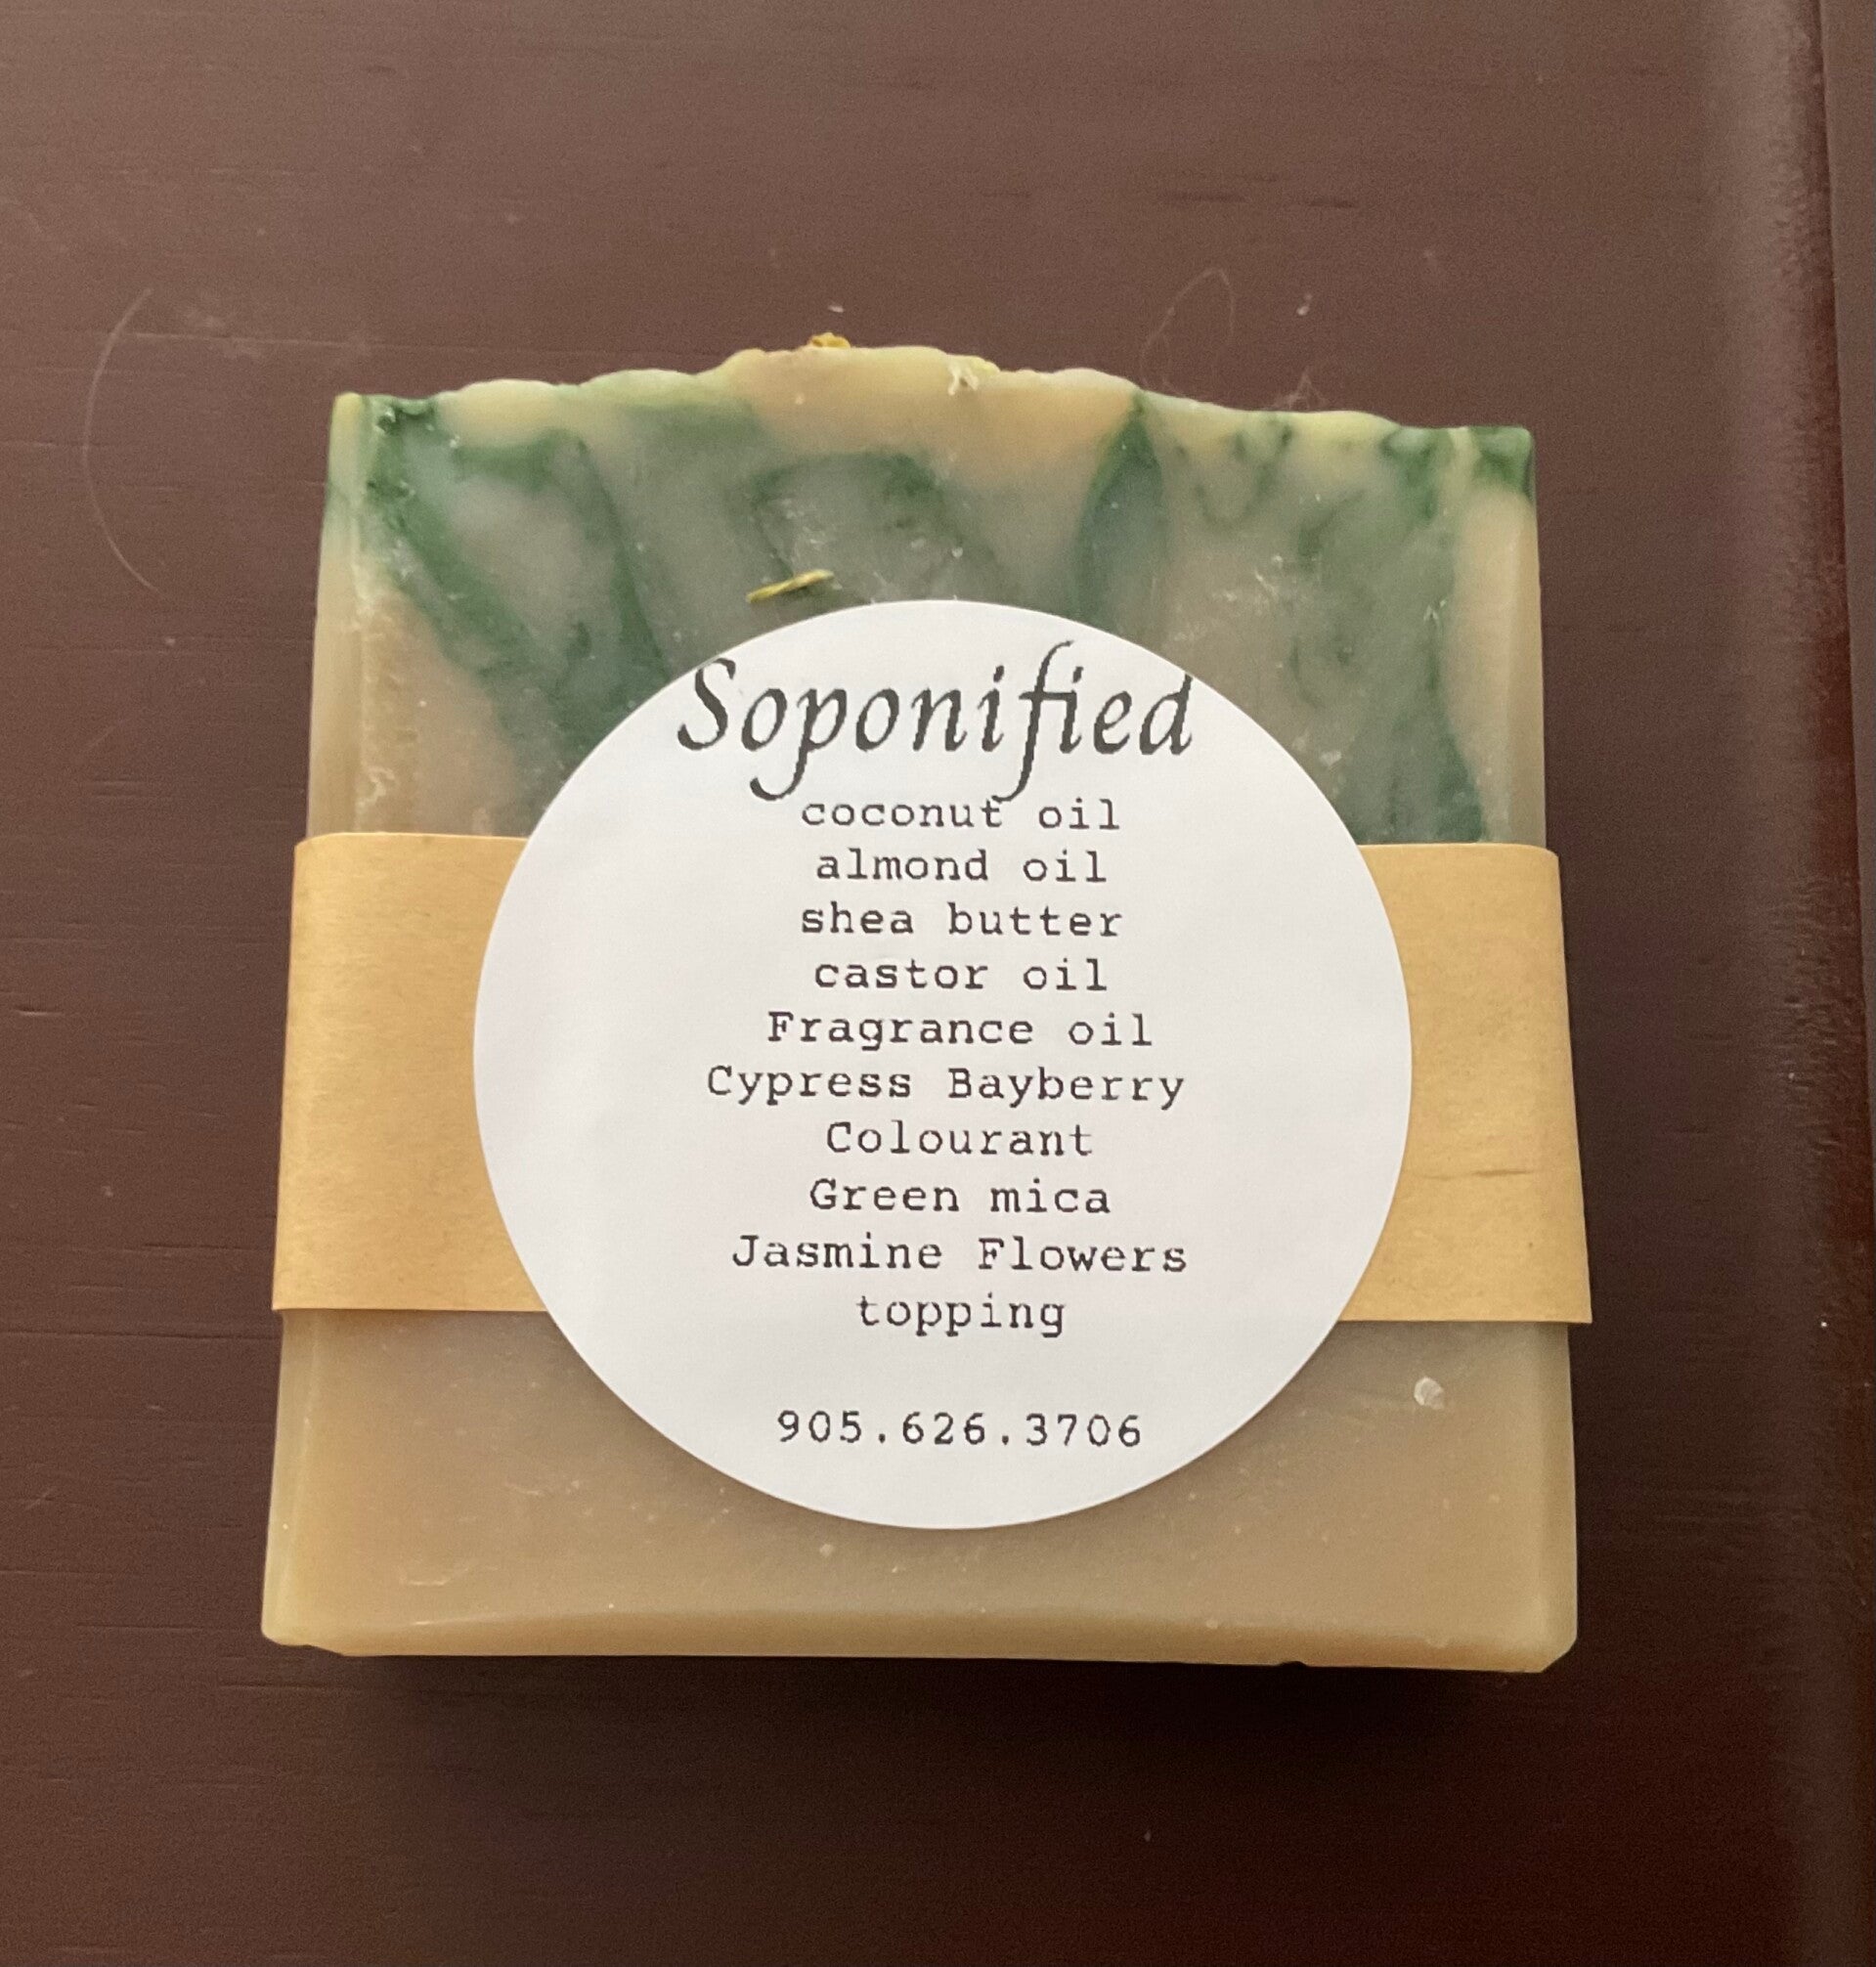 Soponified
coconut oil
almond oil
shea butter
castor oil
Fragrance oil
Cypress Bayberry
Colourant
Green mica
Jasmine Flowers
topping
905.626.3706